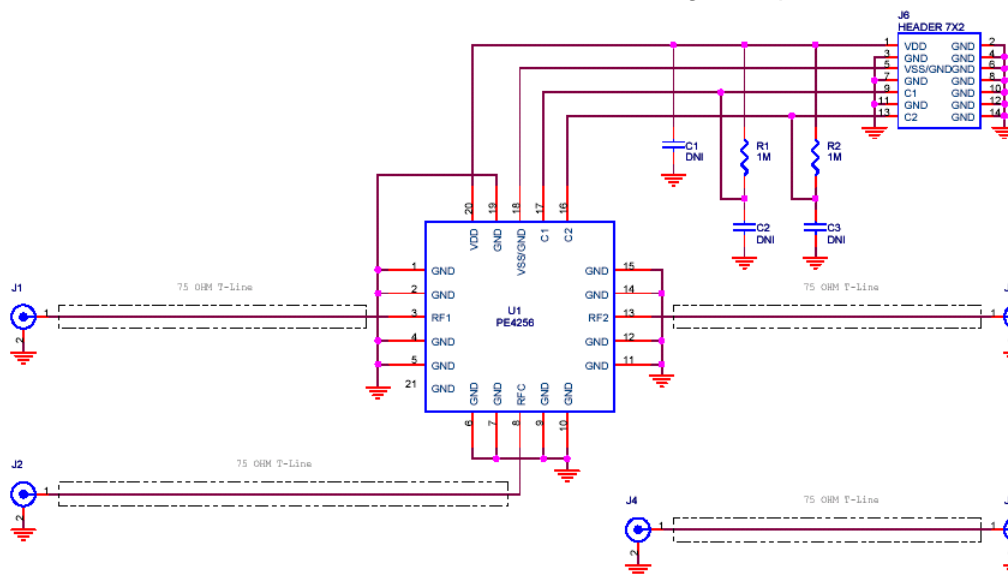 J6
HEADER 7X2
1 VDD GND 2
3 GND GND 4
5 VSS/GND GND 6
7 GND GND 8
9 C1 GND 10
11 GND GND 12
13 C2 GND 14
C1
DNI
R1
1M
R2
1M
C2
DNI
C3
DNI
20 19 18 17 16
VDD GND VSS/GND C1 C2
1 GND
2 GND
3 RF1
4 GND
5 GND
21 GND
U1
PE4256
GND 15
GND 14
RF2 13
GND 12
GND 11
GND GND RFC GND GND
6 7 8 9 10
J1
1
2
75 OHM T-Line
75 OHM T-Line
1
J2
1
2
75 OHM T-Line
J4
1
2
75 OHM T-Line
1